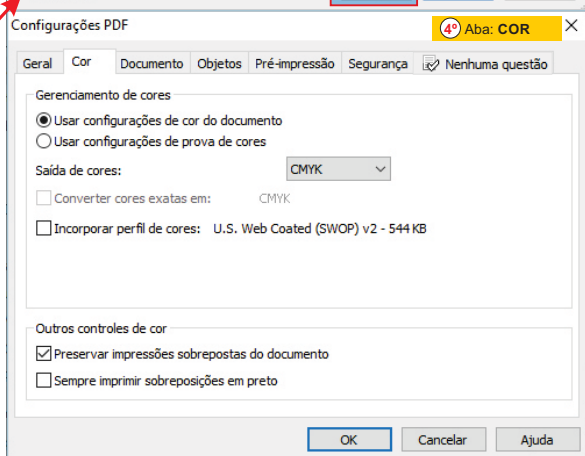 Configurações PDF
4º Aba: COR
Geral Cor Documento Objetos Pré-impressão Segurança Nenhuma questão
Gerenciamento de cores
Usar configurações de cor do documento
Usar configurações de prova de cores
Saída de cores: CMYK
Converter cores exatas em: CMYK
Incorporar perfil de cores: U.S. Web Coated (SWOP) v2 - 544 KB
Outros controles de cor
Preservar impressões sobrepostas do documento
Sempre imprimir sobreposições em preto
OK Cancelar Ajuda